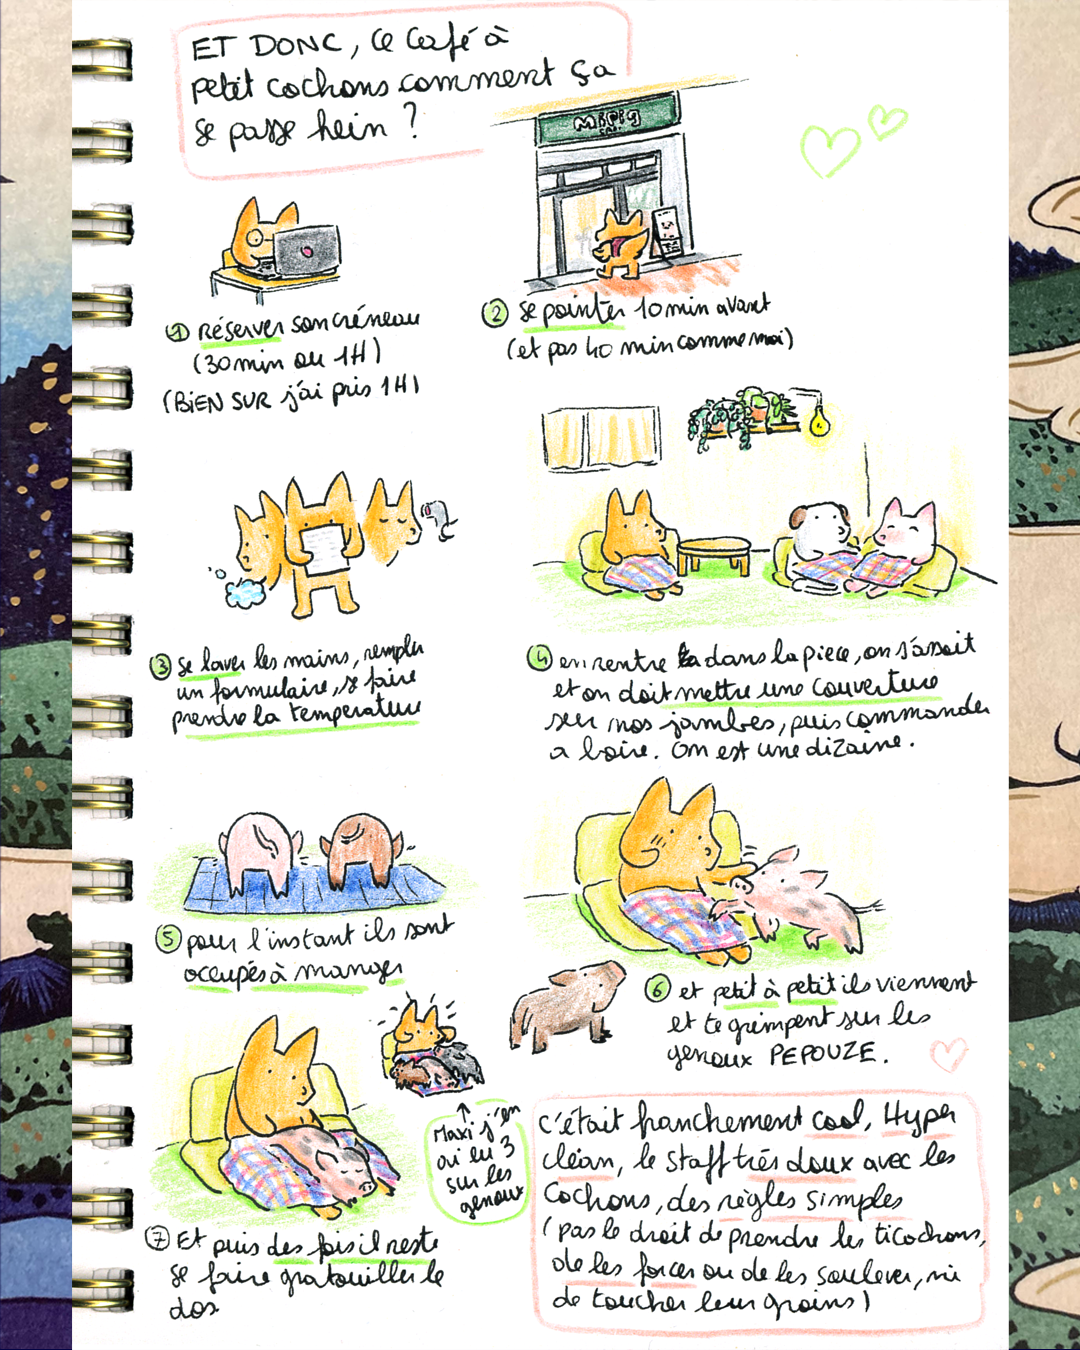 ET DONC, ce café à
petit cochons comment ça
se passe hein ?
MiPig
CAFE
① réserver son créneau
(30 min ou 1H)
(BIEN SUR j'ai pris 1H)
② se pointer 10 min avant
(et pas 40 min comme moi)
③ se laver les mains, remplir
un formulaire, se faire
prendre la température
④ en rentre dans la pièce, on s'assoit
et on doit mettre une couverture
sur nos jambes, puis commander
a boire. On est une dizaine.
⑤ pour l'instant ils sont
occupés à manger
⑥ et petit à petit ils viennent
et te grimpent sur les
genoux PEPOUZE.
⑦ Et puis des fois il reste
se faire gratouiller le
dos
Maxi j'en
ai eu 3
sur les
genoux
c'était franchement cool, Hyper
clean, le staff très doux avec les
cochons, des règles simples
(pas le droit de prendre les ticochons,
de les forcer ou de les soulever, ni
de toucher leur groins)